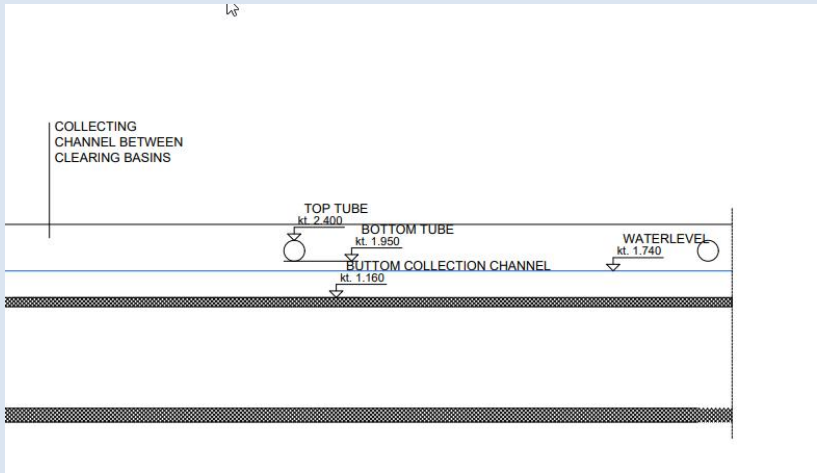 COLLECTING
CHANNEL BETWEEN
CLEARING BASINS
TOP TUBE
kt. 2.400
BOTTOM TUBE
kt. 1.950
WATERLEVEL
kt. 1.740
BUTTOM COLLECTION CHANNEL
kt. 1.160